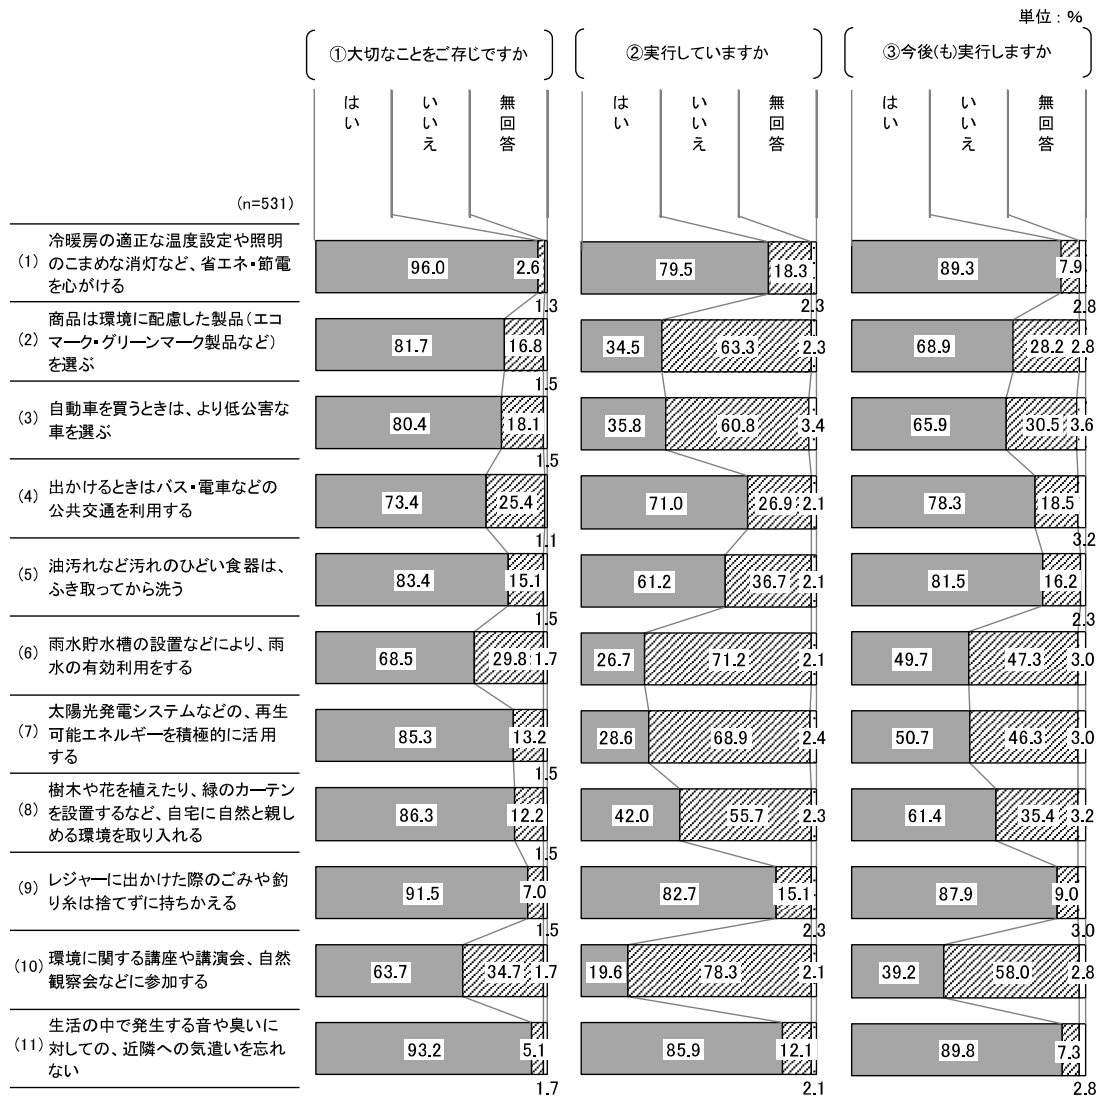 単位：％
①大切なことをご存じですか
②実行していますか
③今後(も)実行しますか
はい
いいえ
無回答
はい
いいえ
無回答
はい
いいえ
無回答
(n=531)
(1)
冷暖房の適正な温度設定や照明
のこまめな消灯など、省エネ・節電
を心がける
96.0 2.6 1.3
79.5 18.3 2.3
89.3 7.9 2.8
(2)
商品は環境に配慮した製品（エコ
マーク・グリーンマーク製品など）
を選ぶ
81.7 16.8 1.5
34.5 63.3 2.3
68.9 28.2 2.8
(3)
自動車を買うときは、より低公害な
車を選ぶ
80.4 18.1 1.5
35.8 60.8 3.4
65.9 30.5 3.6
(4)
出かけるときはバス・電車などの
公共交通を利用する
73.4 25.4 1.1
71.0 26.9 2.1
78.3 18.5 3.2
(5)
油汚れなど汚れのひどい食器は、
ふき取ってから洗う
83.4 15.1 1.5
61.2 36.7 2.1
81.5 16.2 2.3
(6)
雨水貯水槽の設置などにより、雨
水の有効利用をする
68.5 29.8 1.7
26.7 71.2 2.1
49.7 47.3 3.0
(7)
太陽光発電システムなどの、再生
可能エネルギーを積極的に活用
する
85.3 13.2 1.5
28.6 68.9 2.4
50.7 46.3 3.0
(8)
樹木や花を植えたり、緑のカーテン
を設置するなど、自宅に自然と親し
める環境を取り入れる
86.3 12.2 1.5
42.0 55.7 2.3
61.4 35.4 3.2
(9)
レジャーに出かけた際のごみや釣
り糸は捨てずに持ちかえる
91.5 7.0 1.5
82.7 15.1 2.3
87.9 9.0 3.0
(10)
環境に関する講座や講演会、自然
観察会などに参加する
63.7 34.7 1.7
19.6 78.3 2.1
39.2 58.0 2.8
(11)
生活の中で発生する音や臭いに
対しての、近隣への気遣いを忘れ
ない
93.2 5.1 1.7
85.9 12.1 2.1
89.8 7.3 2.8